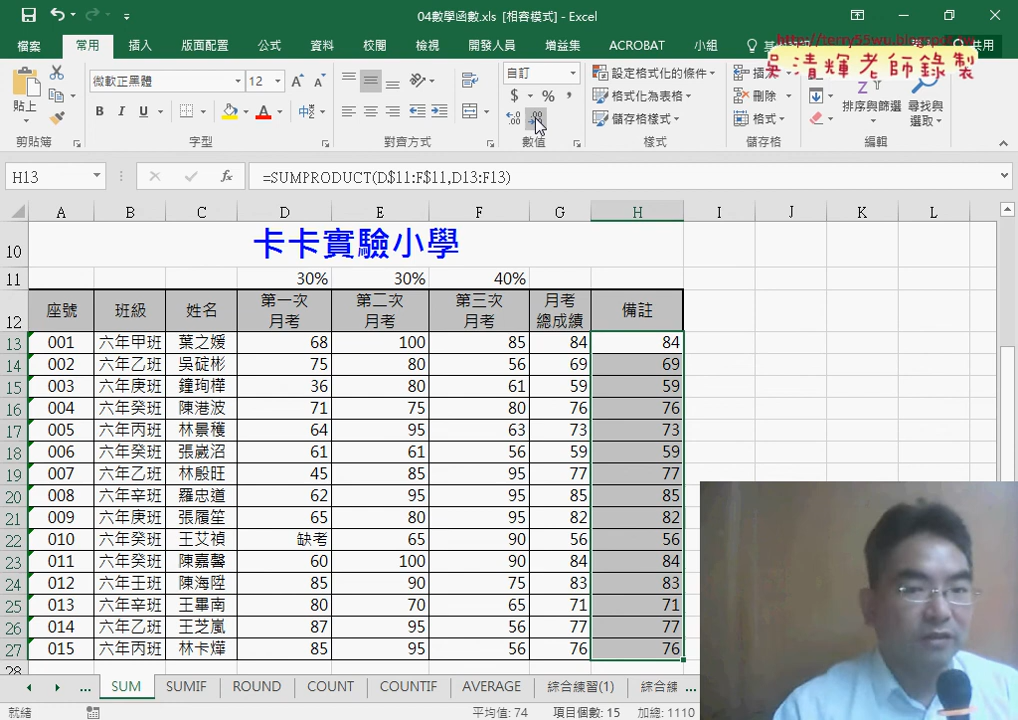 04數學函數.xls [相容模式] - Excel
http://terry55wu.blogspot.tw
吳清輝老師錄製
檔案 常用 插入 版面配置 公式 資料 校閱 檢視 開發人員 增益集 ACROBAT 小組 共用
微軟正黑體 12 自訂 設定格式化的條件
貼上 B I U A 中 $ % 格式化為表格 刪除 排序與篩選 尋找與選取
儲存格樣式 格式
剪貼簿 字型 對齊方式 數值 樣式 儲存格 編輯
H13 fx =SUMPRODUCT(D$11:F$11,D13:F13)
A B C D E F G H I J K L
10 卡卡實驗小學
11 30% 30% 40%
12 座號 班級 姓名 第一次月考 第二次月考 第三次月考 月考總成績 備註
13 001 六年甲班 葉之媛 68 100 85 84 84
14 002 六年乙班 吳碇彬 75 80 56 69 69
15 003 六年庚班 鐘珣樺 36 80 61 59 59
16 004 六年癸班 陳港波 71 75 80 76 76
17 005 六年丙班 林景穫 64 95 63 73 73
18 006 六年癸班 張崴沼 61 61 56 59 59
19 007 六年乙班 林殷旺 45 85 95 77 77
20 008 六年辛班 羅忠道 62 95 95 85 85
21 009 六年庚班 張履笙 65 80 95 82 82
22 010 六年癸班 王艾禎 缺考 65 90 56 56
23 011 六年癸班 陳嘉馨 60 100 90 84 84
24 012 六年壬班 陳海陞 85 90 75 83 83
25 013 六年辛班 王畢南 80 70 65 71 71
26 014 六年乙班 王芝嵐 87 95 56 77 77
27 015 六年丙班 林卡燁 85 95 56 76 76
28
... SUM SUMIF ROUND COUNT COUNTIF AVERAGE 綜合練習(1) 綜合練 ...
就緒 平均值: 74 項目個數: 15 加總: 1110